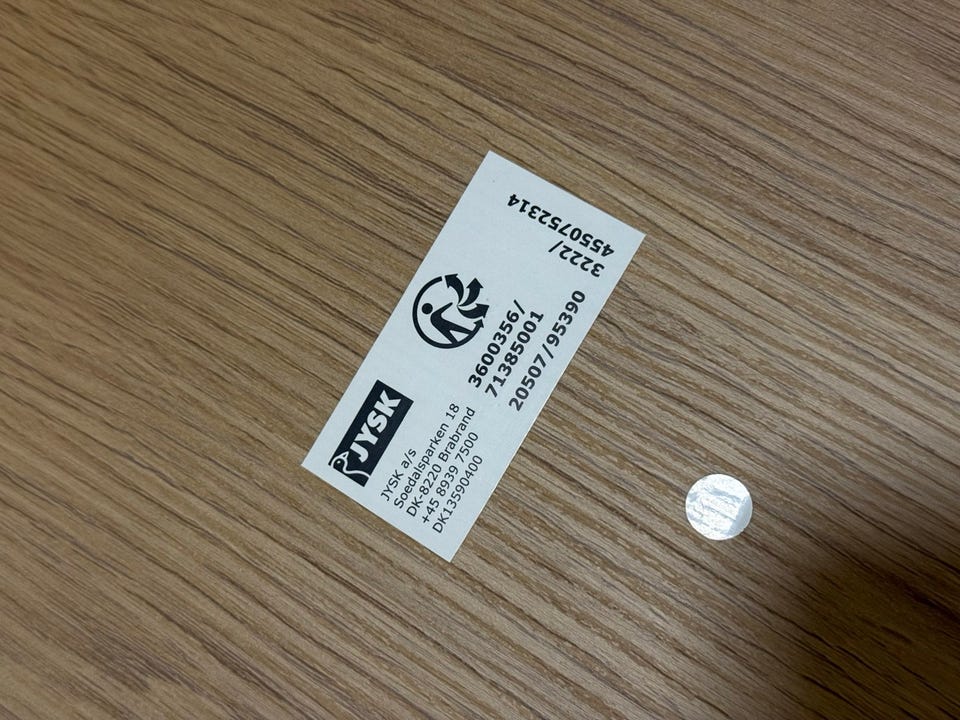 JYSK
JYSK a/s
Soedalsparken 18
DK-8220 Brabrand
+45 8939 7500
DK13590400
3600356/
71385001
20507/95390
3222/
4550752314